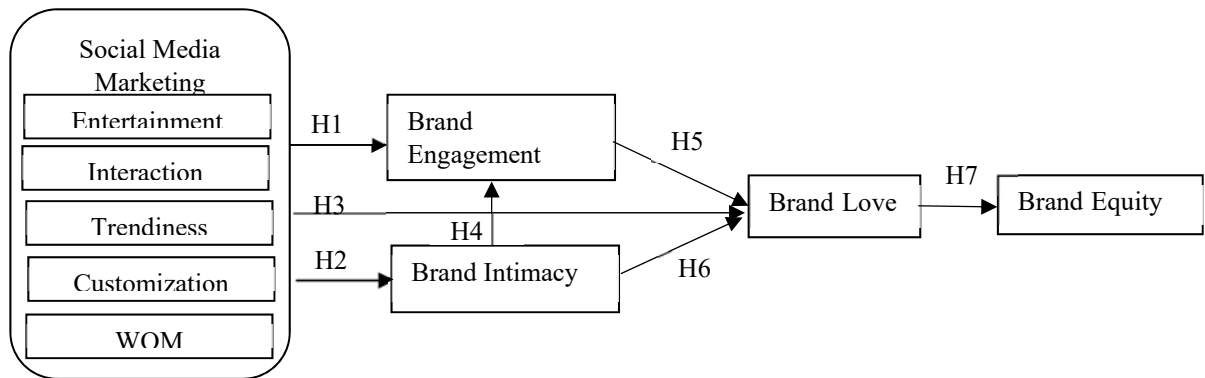 Social Media
Marketing
Entertainment
Interaction
Trendiness
Customization
WOM
H1
H3
H2
Brand
Engagement
H4
Brand Intimacy
H5
H6
Brand Love
H7
Brand Equity